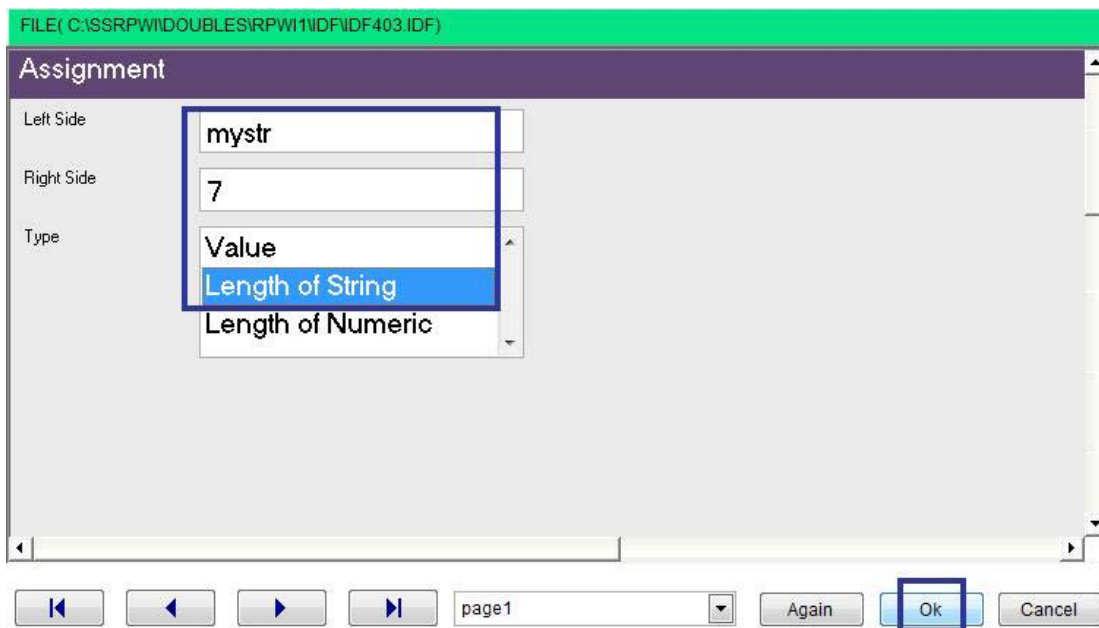 FILE( C:\SSRPWI\DOUBLES\RPWI1\IDF\IDF403.IDF)
Assignment
Left Side
mystr
Right Side
7
Type
Value
Length of String
Length of Numeric
page1
Again
Ok
Cancel